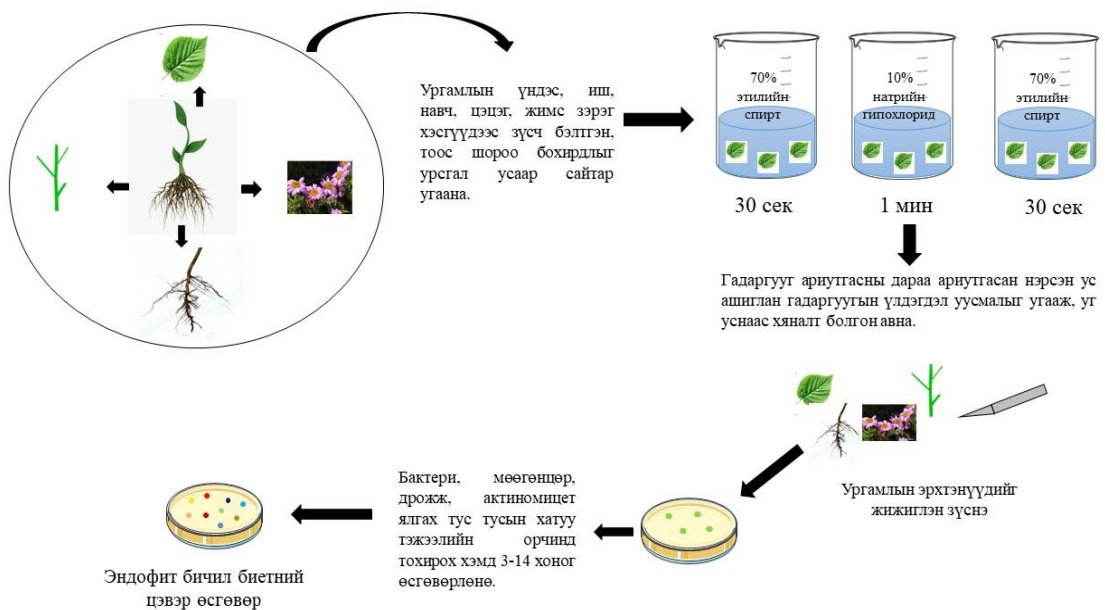 Ургамлын үндэс, иш,
навч, цэцэг, жимс зэрэг
хэсгүүдээс зүсч бэлтгэн,
тоос шороо бохирдлыг
урсгал усаар сайтар
угаана.
70%
этилийн
спирт
10%
натрийн
гипохлорид
70%
этилийн
спирт
30 сек
1 мин
30 сек
Гадаргууг ариутгасны дараа ариутгасан нэрсэн ус
ашиглан гадаргуугын үлдэгдэл уусмалыг угааж, уг
уснаас хяналт болгон авна.
Ургамлын эрхтэнүүдийг
жижиглэн зүснэ
Бактери, мөөгөнцөр,
дрожж, актиномицет
ялгах тус тусын хатуу
тэжээлийн орчинд
тохирох хэмд 3-14 хоног
өсгөвөрлөнө.
Эндофит бичил биетний
цэвэр өсгөвөр